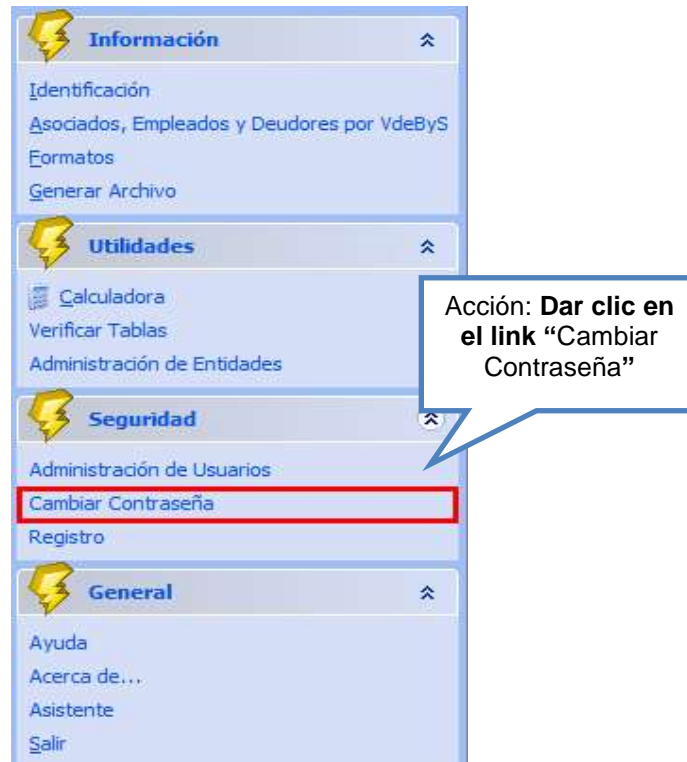 Información
Identificación
Asociados, Empleados y Deudores por VdeByS
Formatos
Generar Archivo
Utilidades
Calculadora
Verificar Tablas
Administración de Entidades
Acción: Dar clic en
el link “Cambiar
Contraseña”
Seguridad
Administración de Usuarios
Cambiar Contraseña
Registro
General
Ayuda
Acerca de...
Asistente
Salir